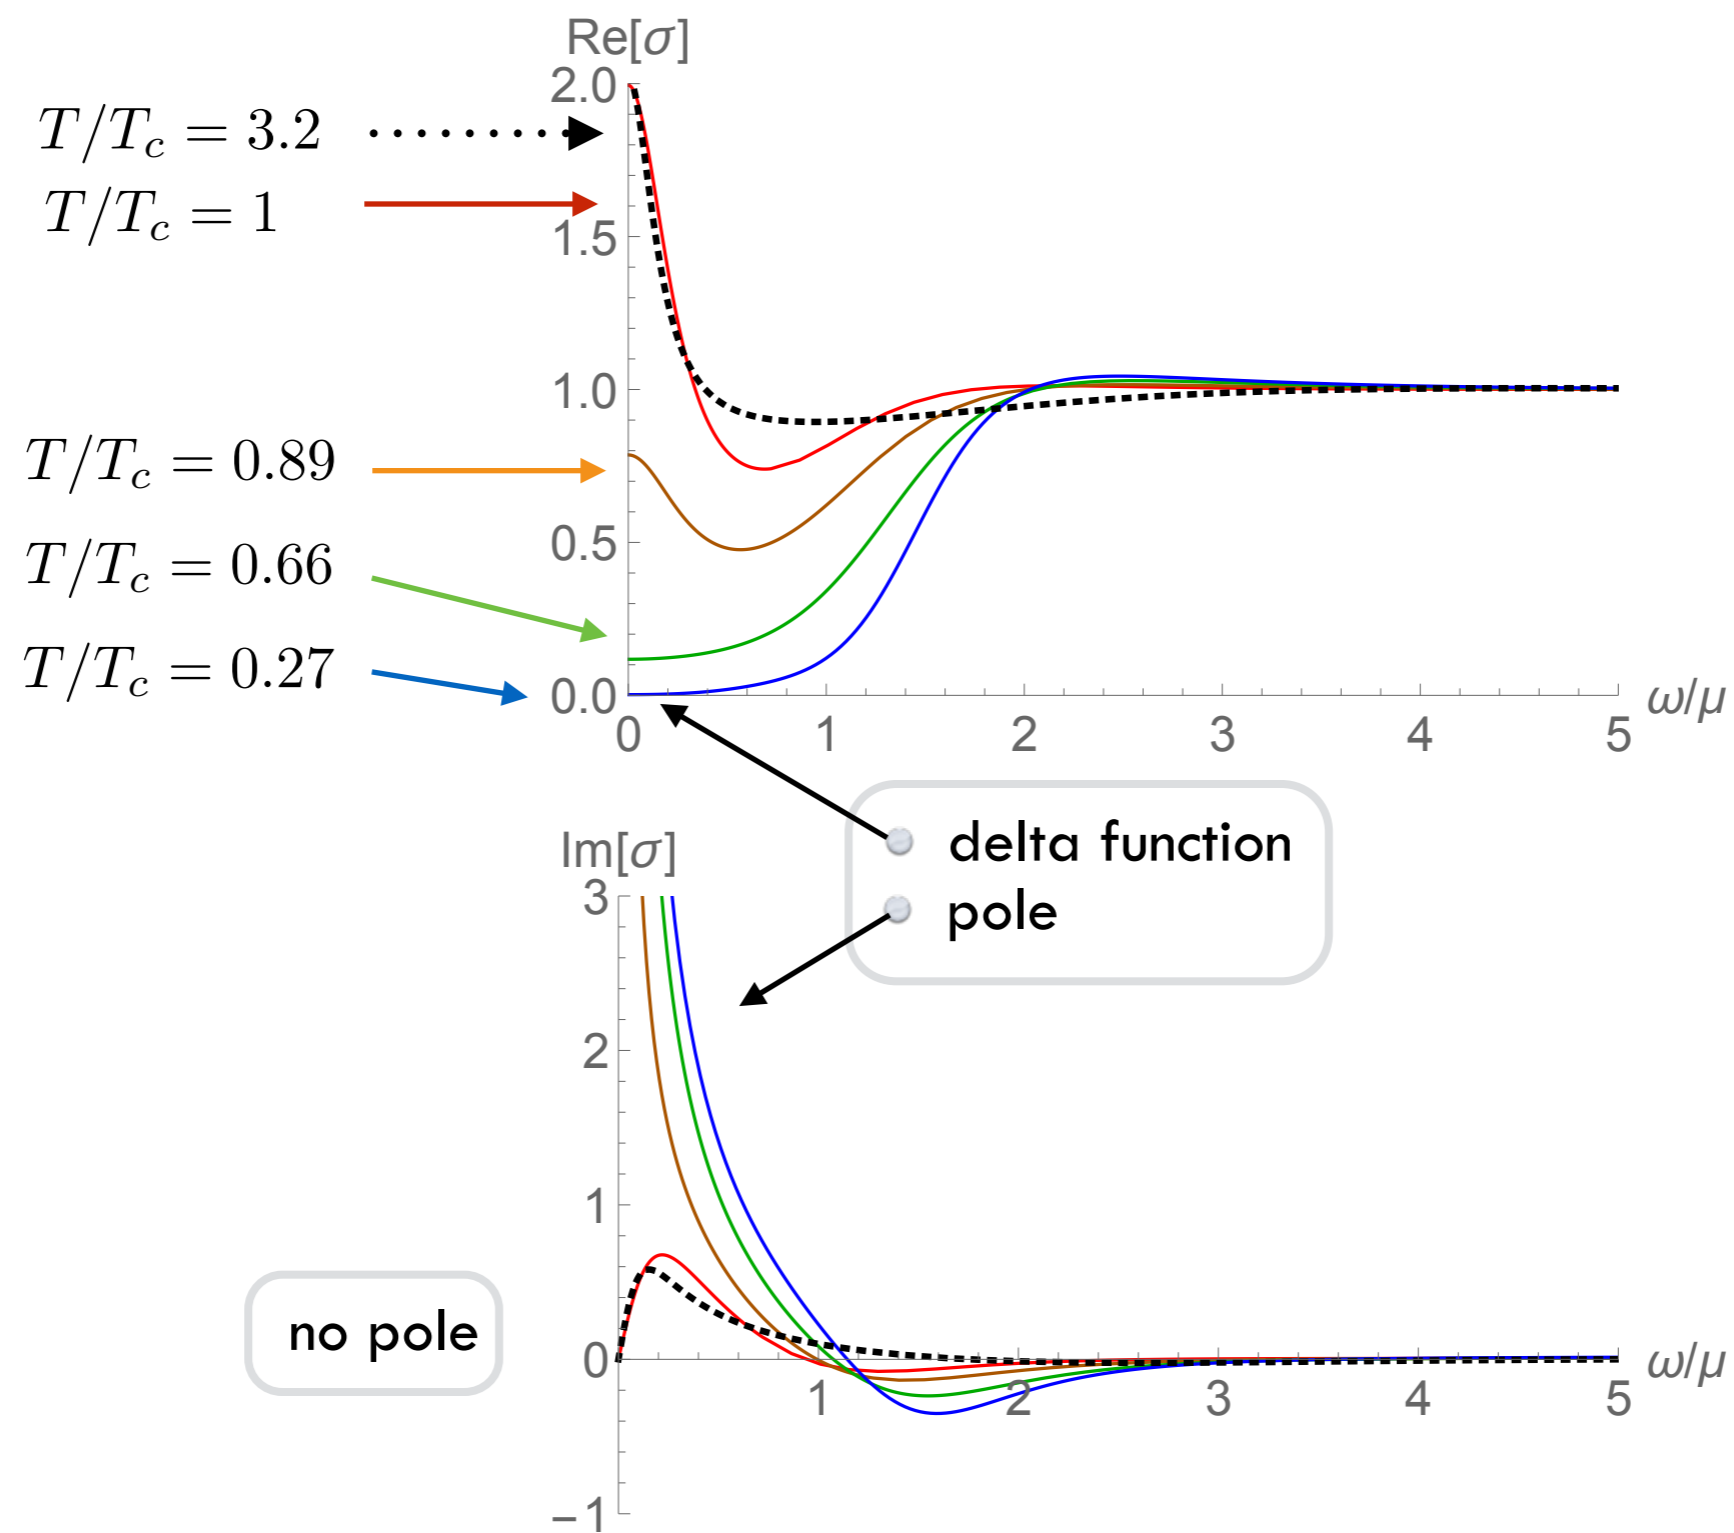 Re[σ]
2.0
T/T_c = 3.2
T/T_c = 1
1.5
1.0
T/T_c = 0.89
0.5
T/T_c = 0.66
T/T_c = 0.27
0.0
ω/μ
0 1 2 3 4 5
delta function
pole
Im[σ]
3
2
1
no pole
0
ω/μ
1 2 3 4 5
−1